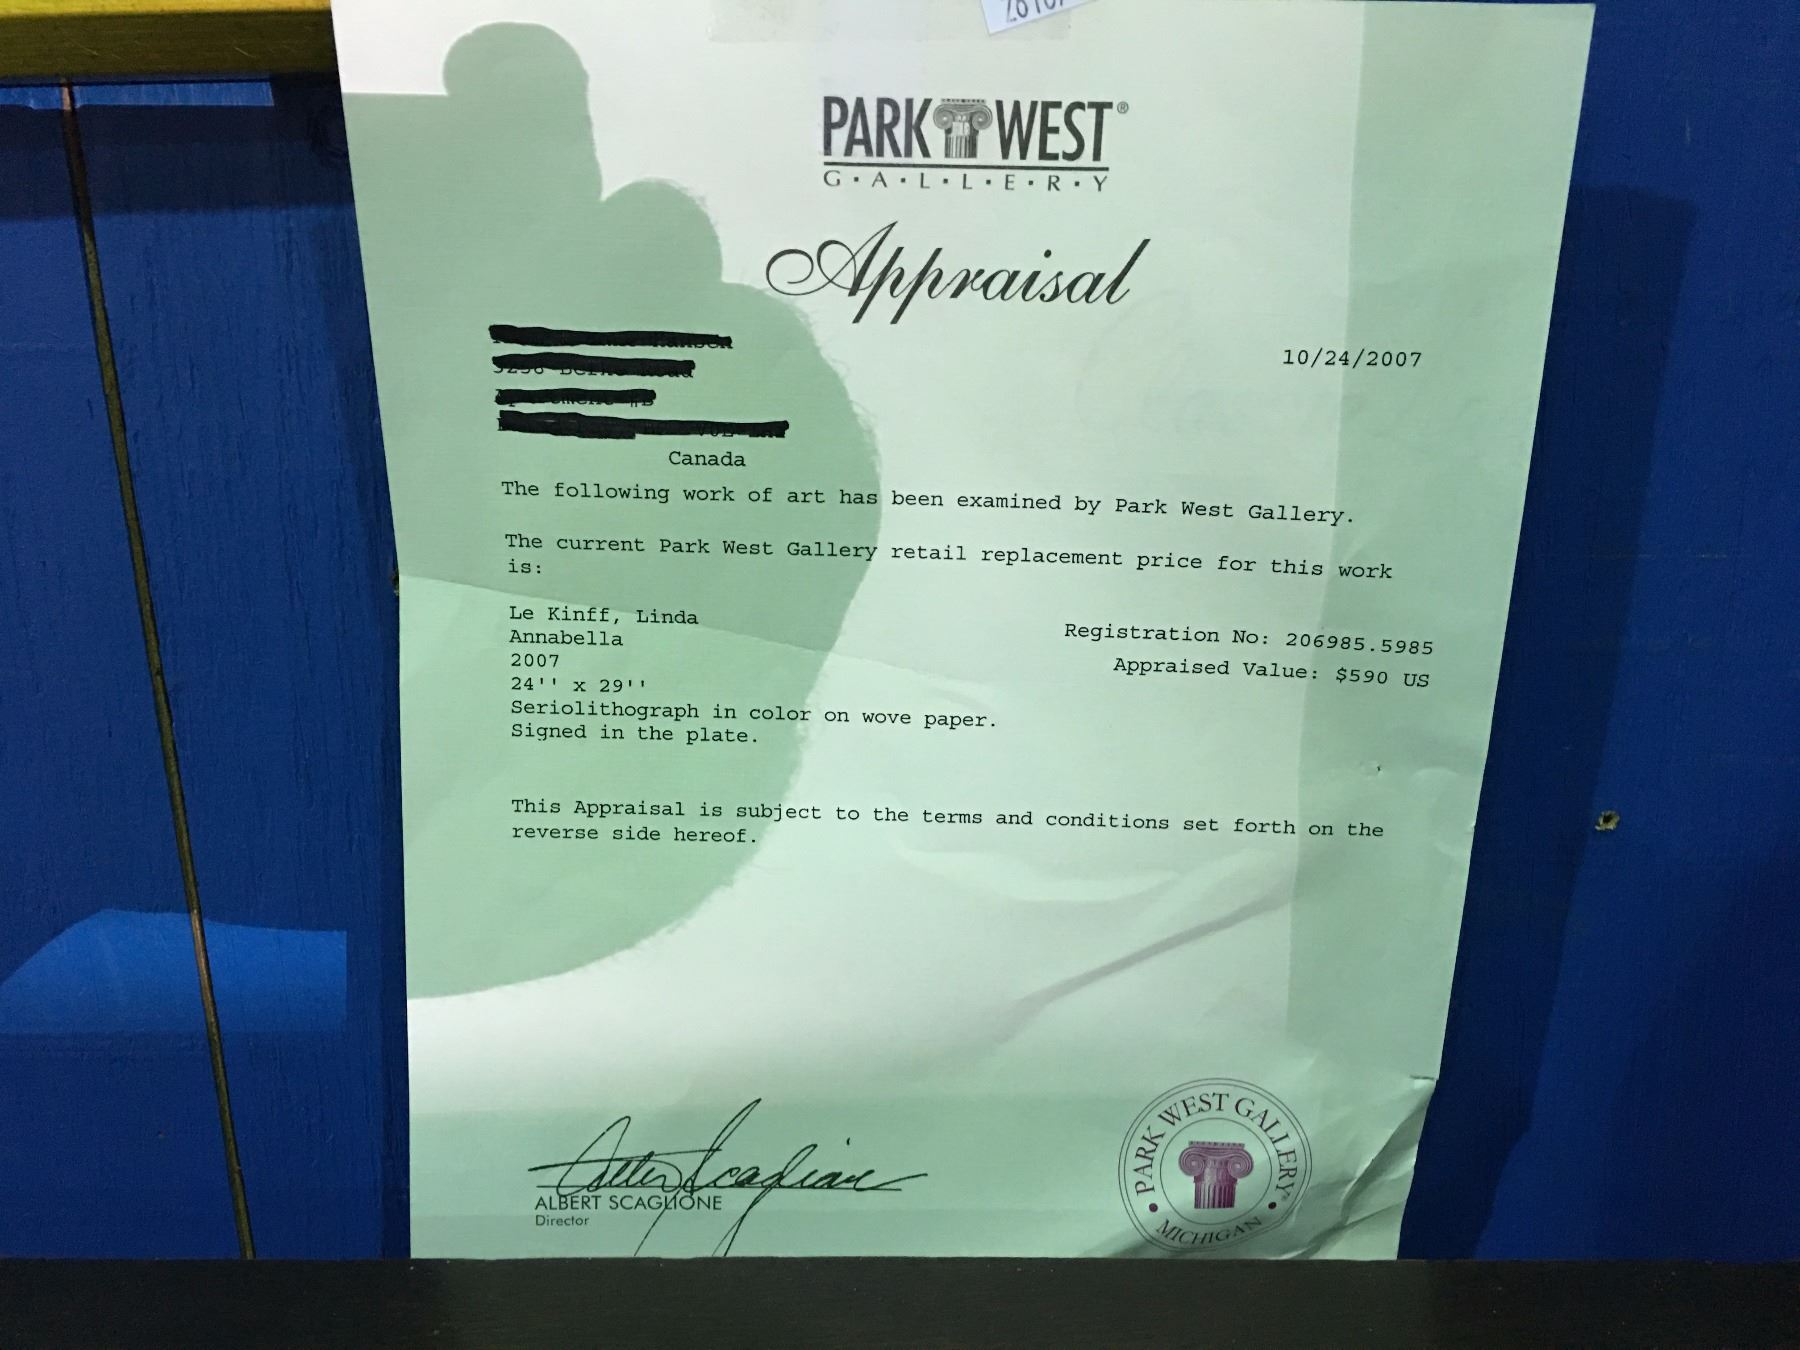 PARK WEST®
G·A·L·L·E·R·Y
Appraisal
10/24/2007
Canada
The following work of art has been examined by Park West Gallery.
The current Park West Gallery retail replacement price for this work
is:
Le Kinff, Linda
Annabella
2007
24'' x 29''
Seriolithograph in color on wove paper.
Signed in the plate.
Registration No: 206985.5985
Appraised Value: $590 US
This Appraisal is subject to the terms and conditions set forth on the
reverse side hereof.
ALBERT SCAGLIONE
Director
PARK WEST GALLERY®
• MICHIGAN •